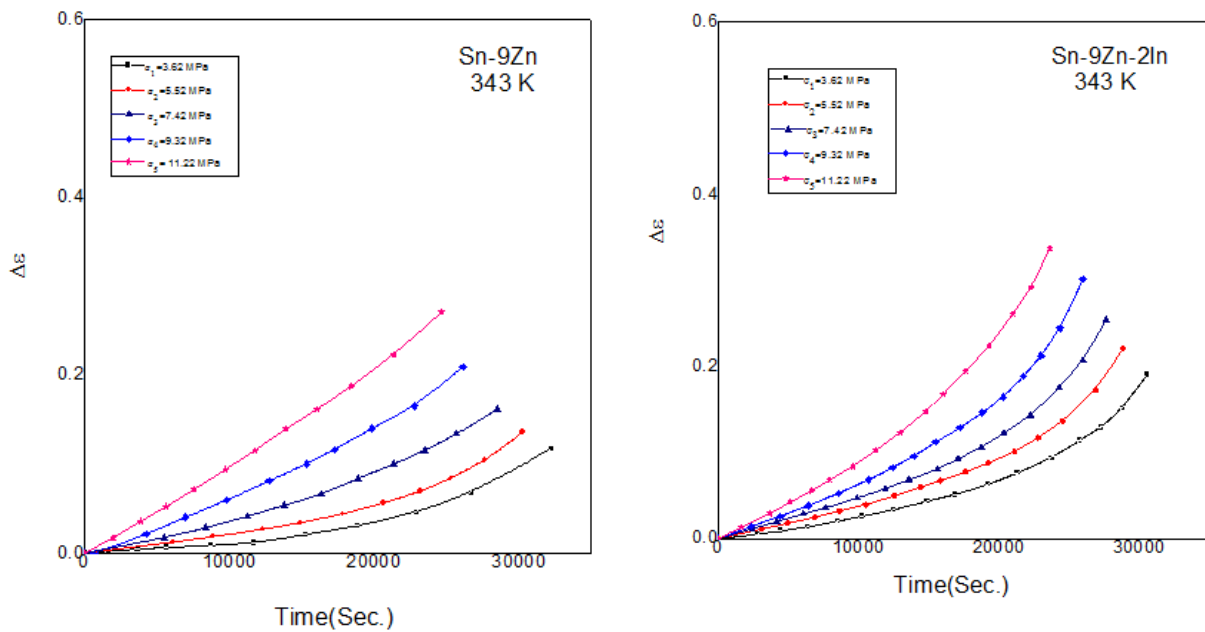 0.6
Sn-9Zn
343 K
σ1=3.62 MPa
σ2=5.52 MPa
σ3=7.42 MPa
σ4=9.32 MPa
σ5= 11.22 MPa
0.4
Δε
0.2
0.0
0
10000
20000
30000
Time(Sec.)
0.6
Sn-9Zn-2In
343 K
σ1=3.62 MPa
σ2=5.52 MPa
σ3=7.42 MPa
σ4=9.32 MPa
σ5=11.22 MPa
0.4
Δε
0.2
0.0
0
10000
20000
30000
Time(Sec.)